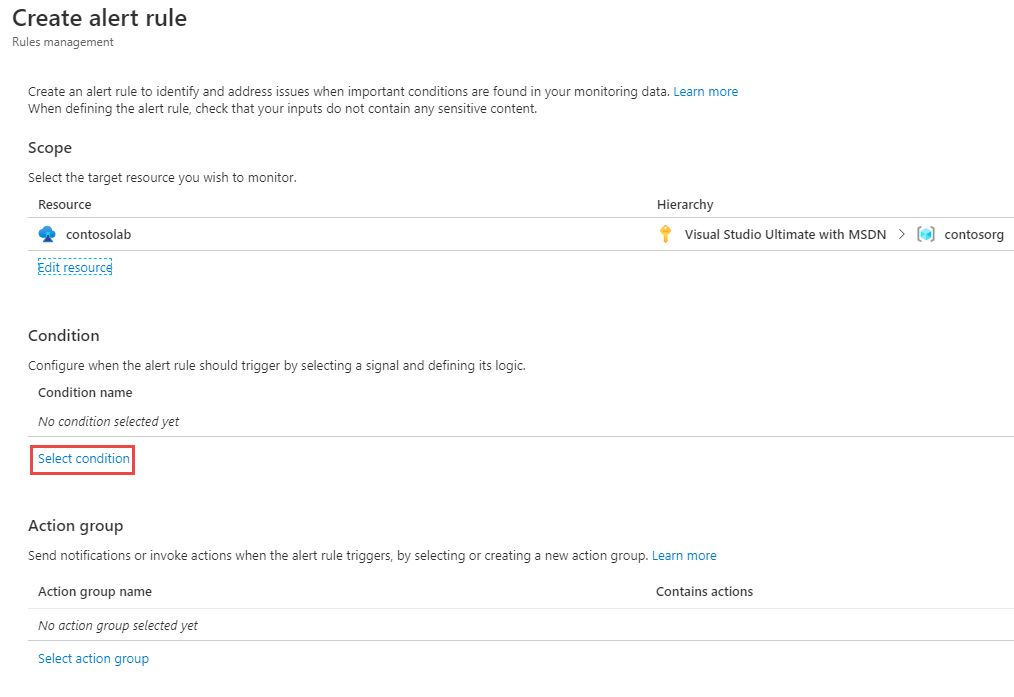 Create alert rule
Rules management
Create an alert rule to identify and address issues when important conditions are found in your monitoring data. Learn more
When defining the alert rule, check that your inputs do not contain any sensitive content.
Scope
Select the target resource you wish to monitor.
Resource Hierarchy
contosolab Visual Studio Ultimate with MSDN > contosorg
Edit resource
Condition
Configure when the alert rule should trigger by selecting a signal and defining its logic.
Condition name
No condition selected yet
Select condition
Action group
Send notifications or invoke actions when the alert rule triggers, by selecting or creating a new action group. Learn more
Action group name Contains actions
No action group selected yet
Select action group